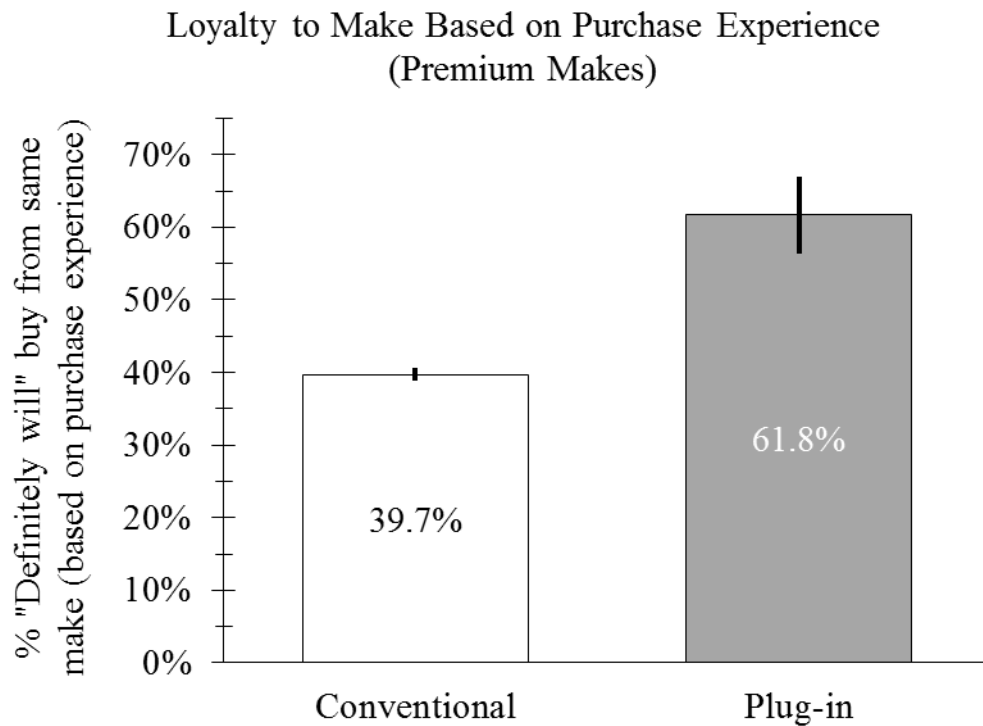 Loyalty to Make Based on Purchase Experience
(Premium Makes)
% "Definitely will" buy from same
make (based on purchase experience)
70%
60%
50%
40%
30%
20%
10%
0%
39.7%
61.8%
Conventional
Plug-in